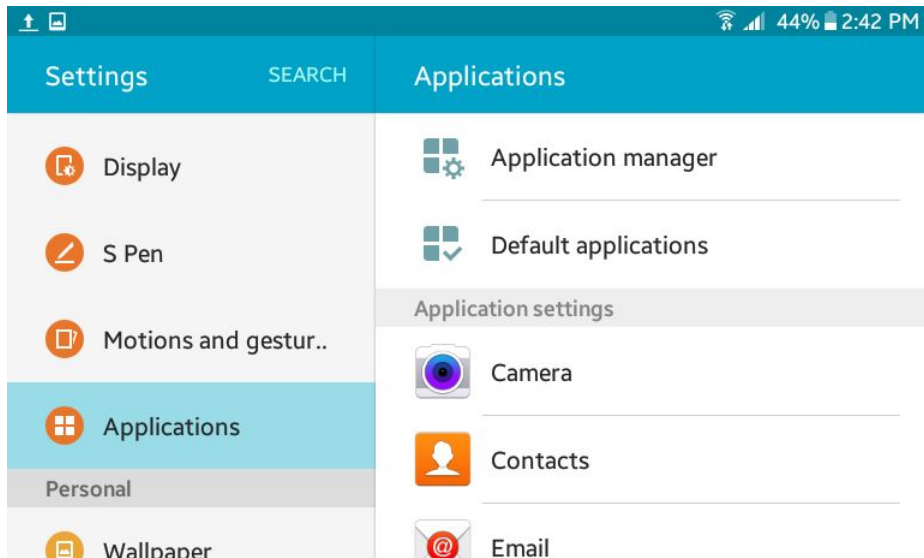 44% 2:42 PM
Settings SEARCH
Applications
Display
S Pen
Motions and gestur..
Applications
Personal
Wallpaper
Application manager
Default applications
Application settings
Camera
Contacts
Email